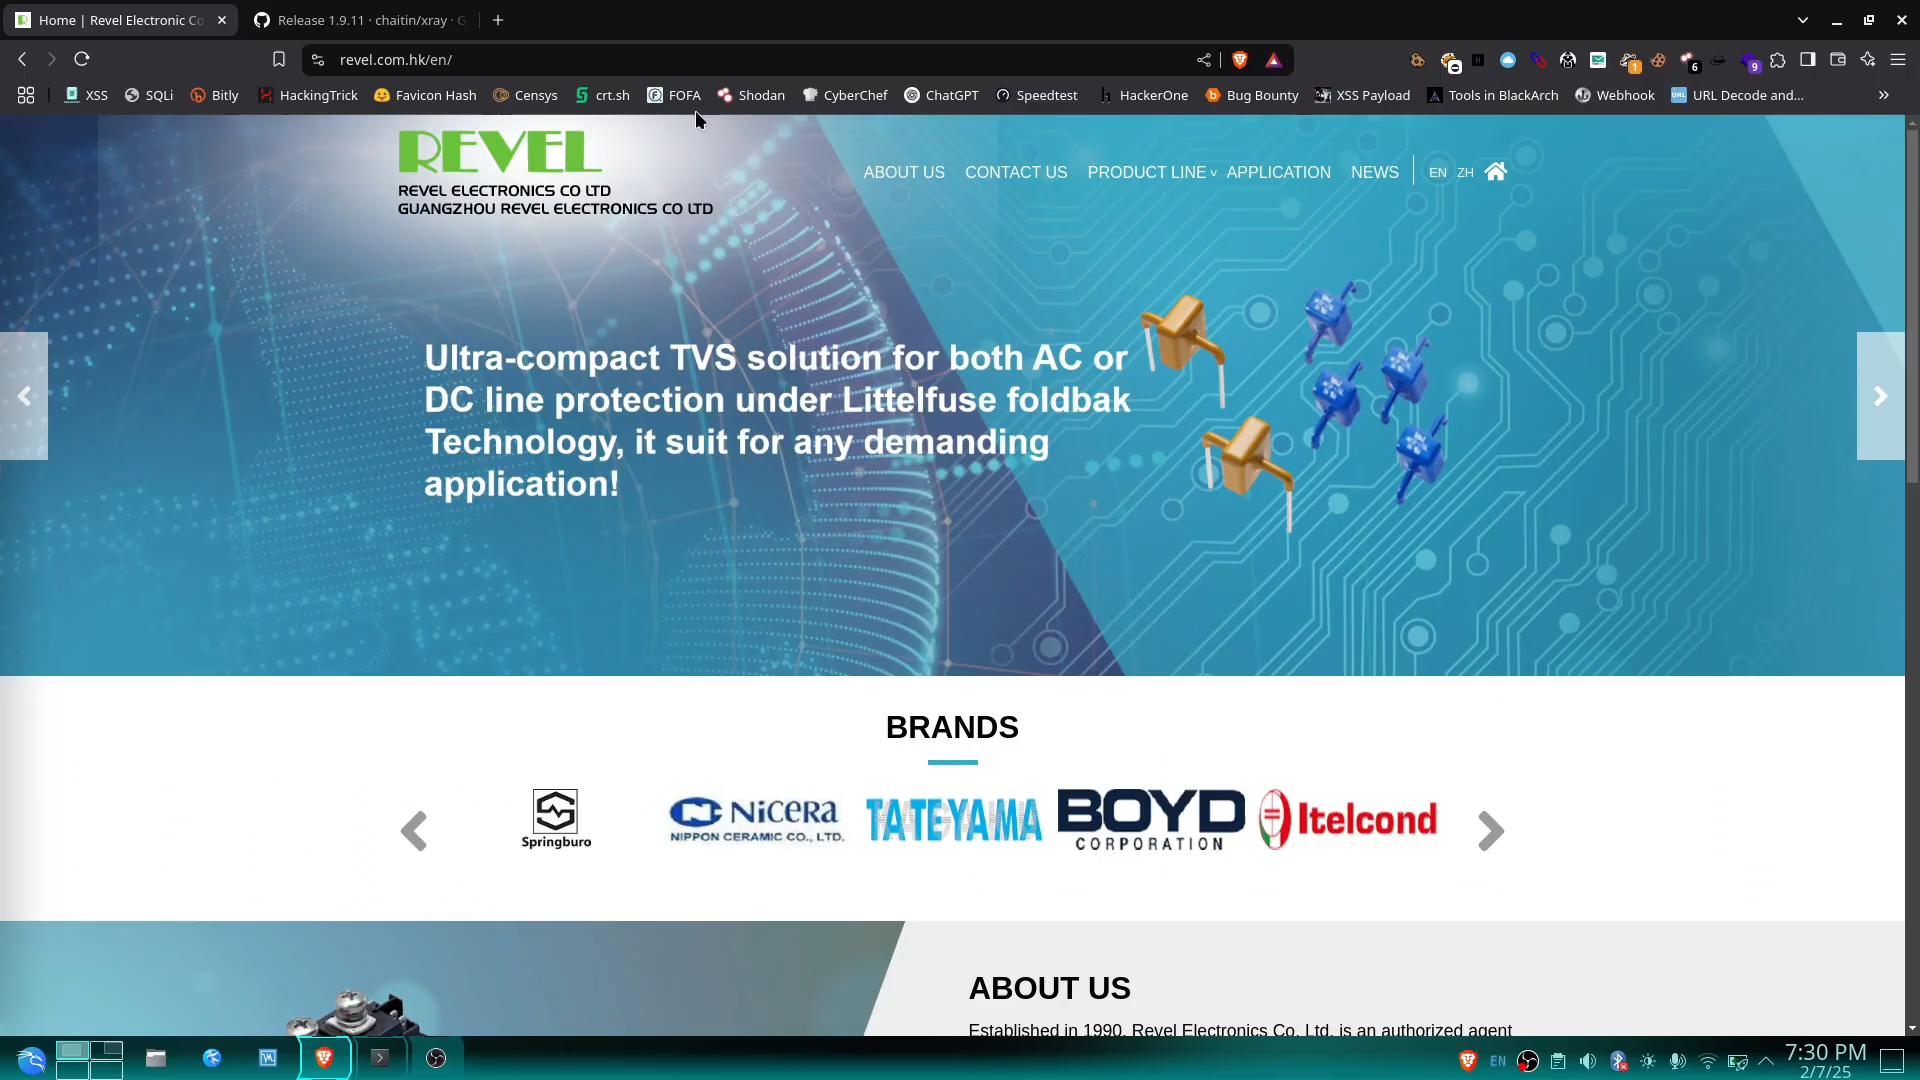 Home | Revel Electronic Co
Release 1.9.11 · chaitin/xray · G
revel.com.hk/en/
1
6
9
XSS
SQLi
Bitly
HackingTrick
Favicon Hash
Censys
crt.sh
FOFA
Shodan
CyberChef
ChatGPT
Speedtest
HackerOne
Bug Bounty
XSS Payload
Tools in BlackArch
Webhook
URL Decode and...
REVEL
REVEL ELECTRONICS CO LTD
GUANGZHOU REVEL ELECTRONICS CO LTD
ABOUT US
CONTACT US
PRODUCT LINE
APPLICATION
NEWS
EN
ZH
Ultra-compact TVS solution for both AC or
DC line protection under Littelfuse foldbak
Technology, it suit for any demanding
application!
BRANDS
Springburo
NiCERA
NIPPON CERAMIC CO., LTD.
TATEYAMA
BOYD
CORPORATION
Itelcond
ABOUT US
Established in 1990, Revel Electronics Co. Ltd. is an authorized agent
EN
7:30 PM
2/7/25